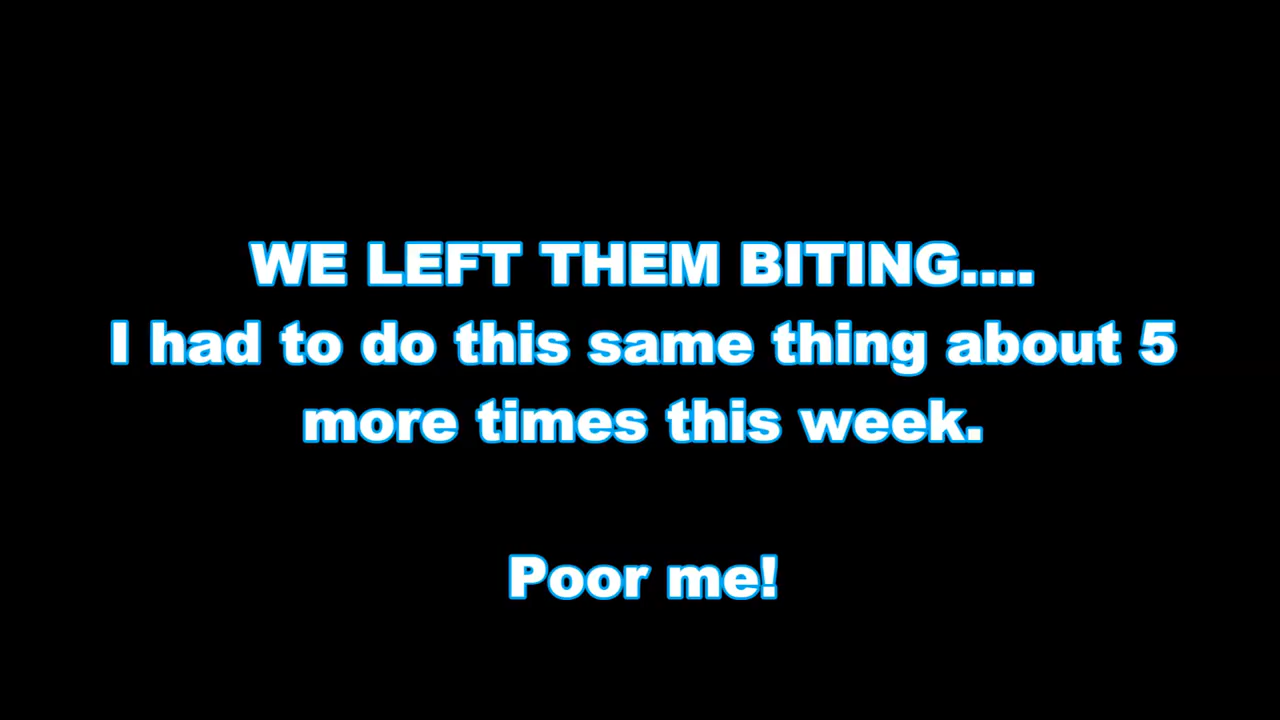 WE LEFT THEM BITING....
I had to do this same thing about 5
more times this week.
Poor me!